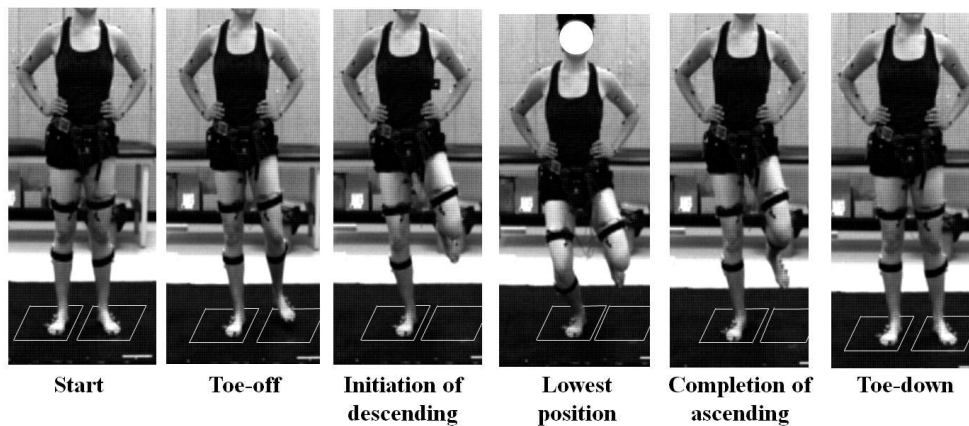 Start
Toe-off
Initiation of
descending
Lowest
position
Completion of
ascending
Toe-down